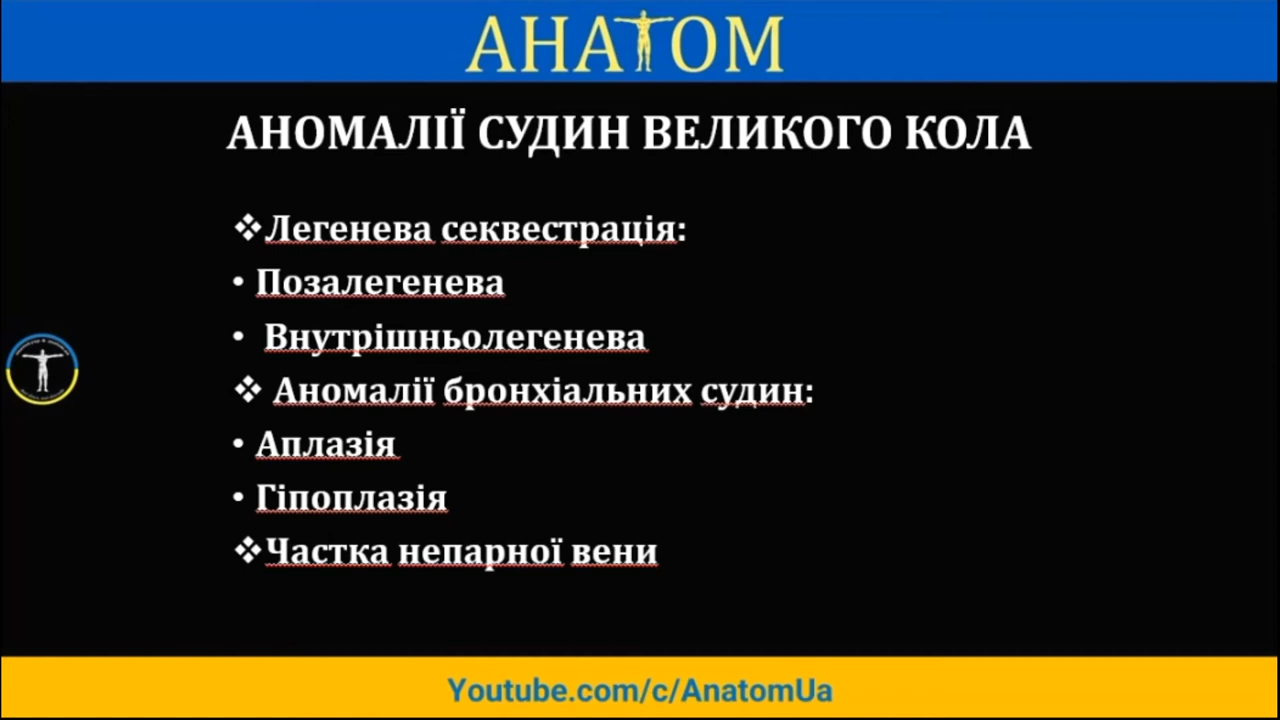 АНАТОМ
АНОМАЛІЇ СУДИН ВЕЛИКОГО КОЛА
❖Легенева секвестрація:
• Позалегенева
• Внутрішньолегенева
❖ Аномалії бронхіальних судин:
• Аплазія
• Гіпоплазія
❖Частка непарної вени
Youtube.com/c/AnatomUa